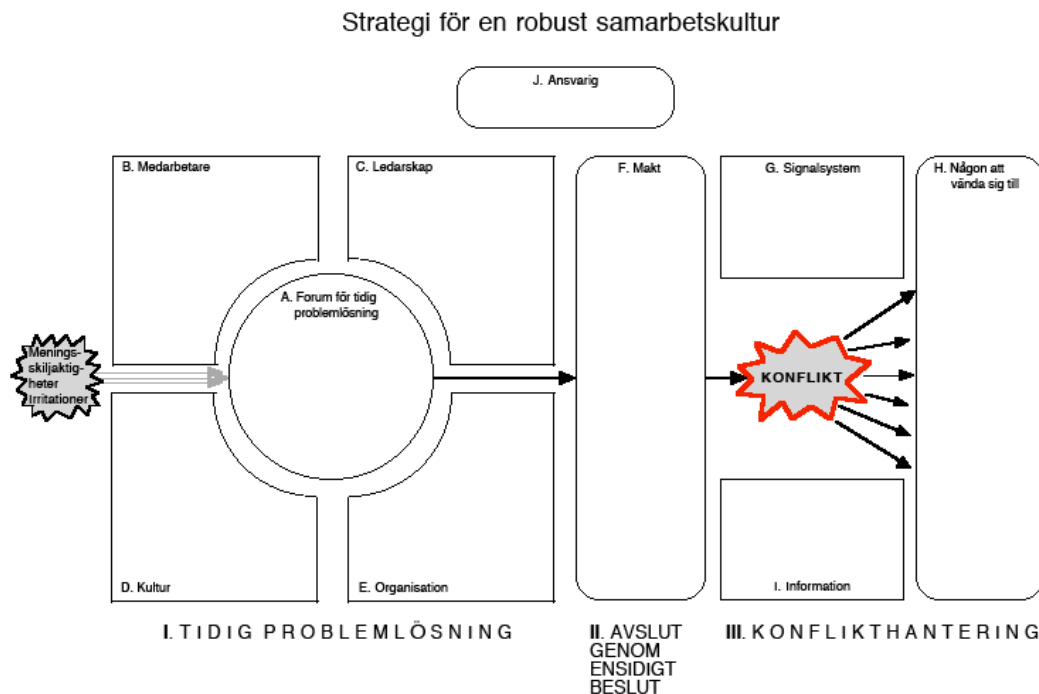 Strategi för en robust samarbetskultur
J. Ansvarig
B. Medarbetare
C. Ledarskap
F. Makt
G. Signalsystem
H. Någon att
vända sig till
A. Forum för tidig
problemlösning
Menings-
skiljaktig-
heter
Irritationer
KONFLIKT
D. Kultur
E. Organisation
I. Information
I. TIDIG PROBLEMLÖSNING
II. AVSLUT
GENOM
ENSIDIGT
BESLUT
III. KONFLIKTHANTERING